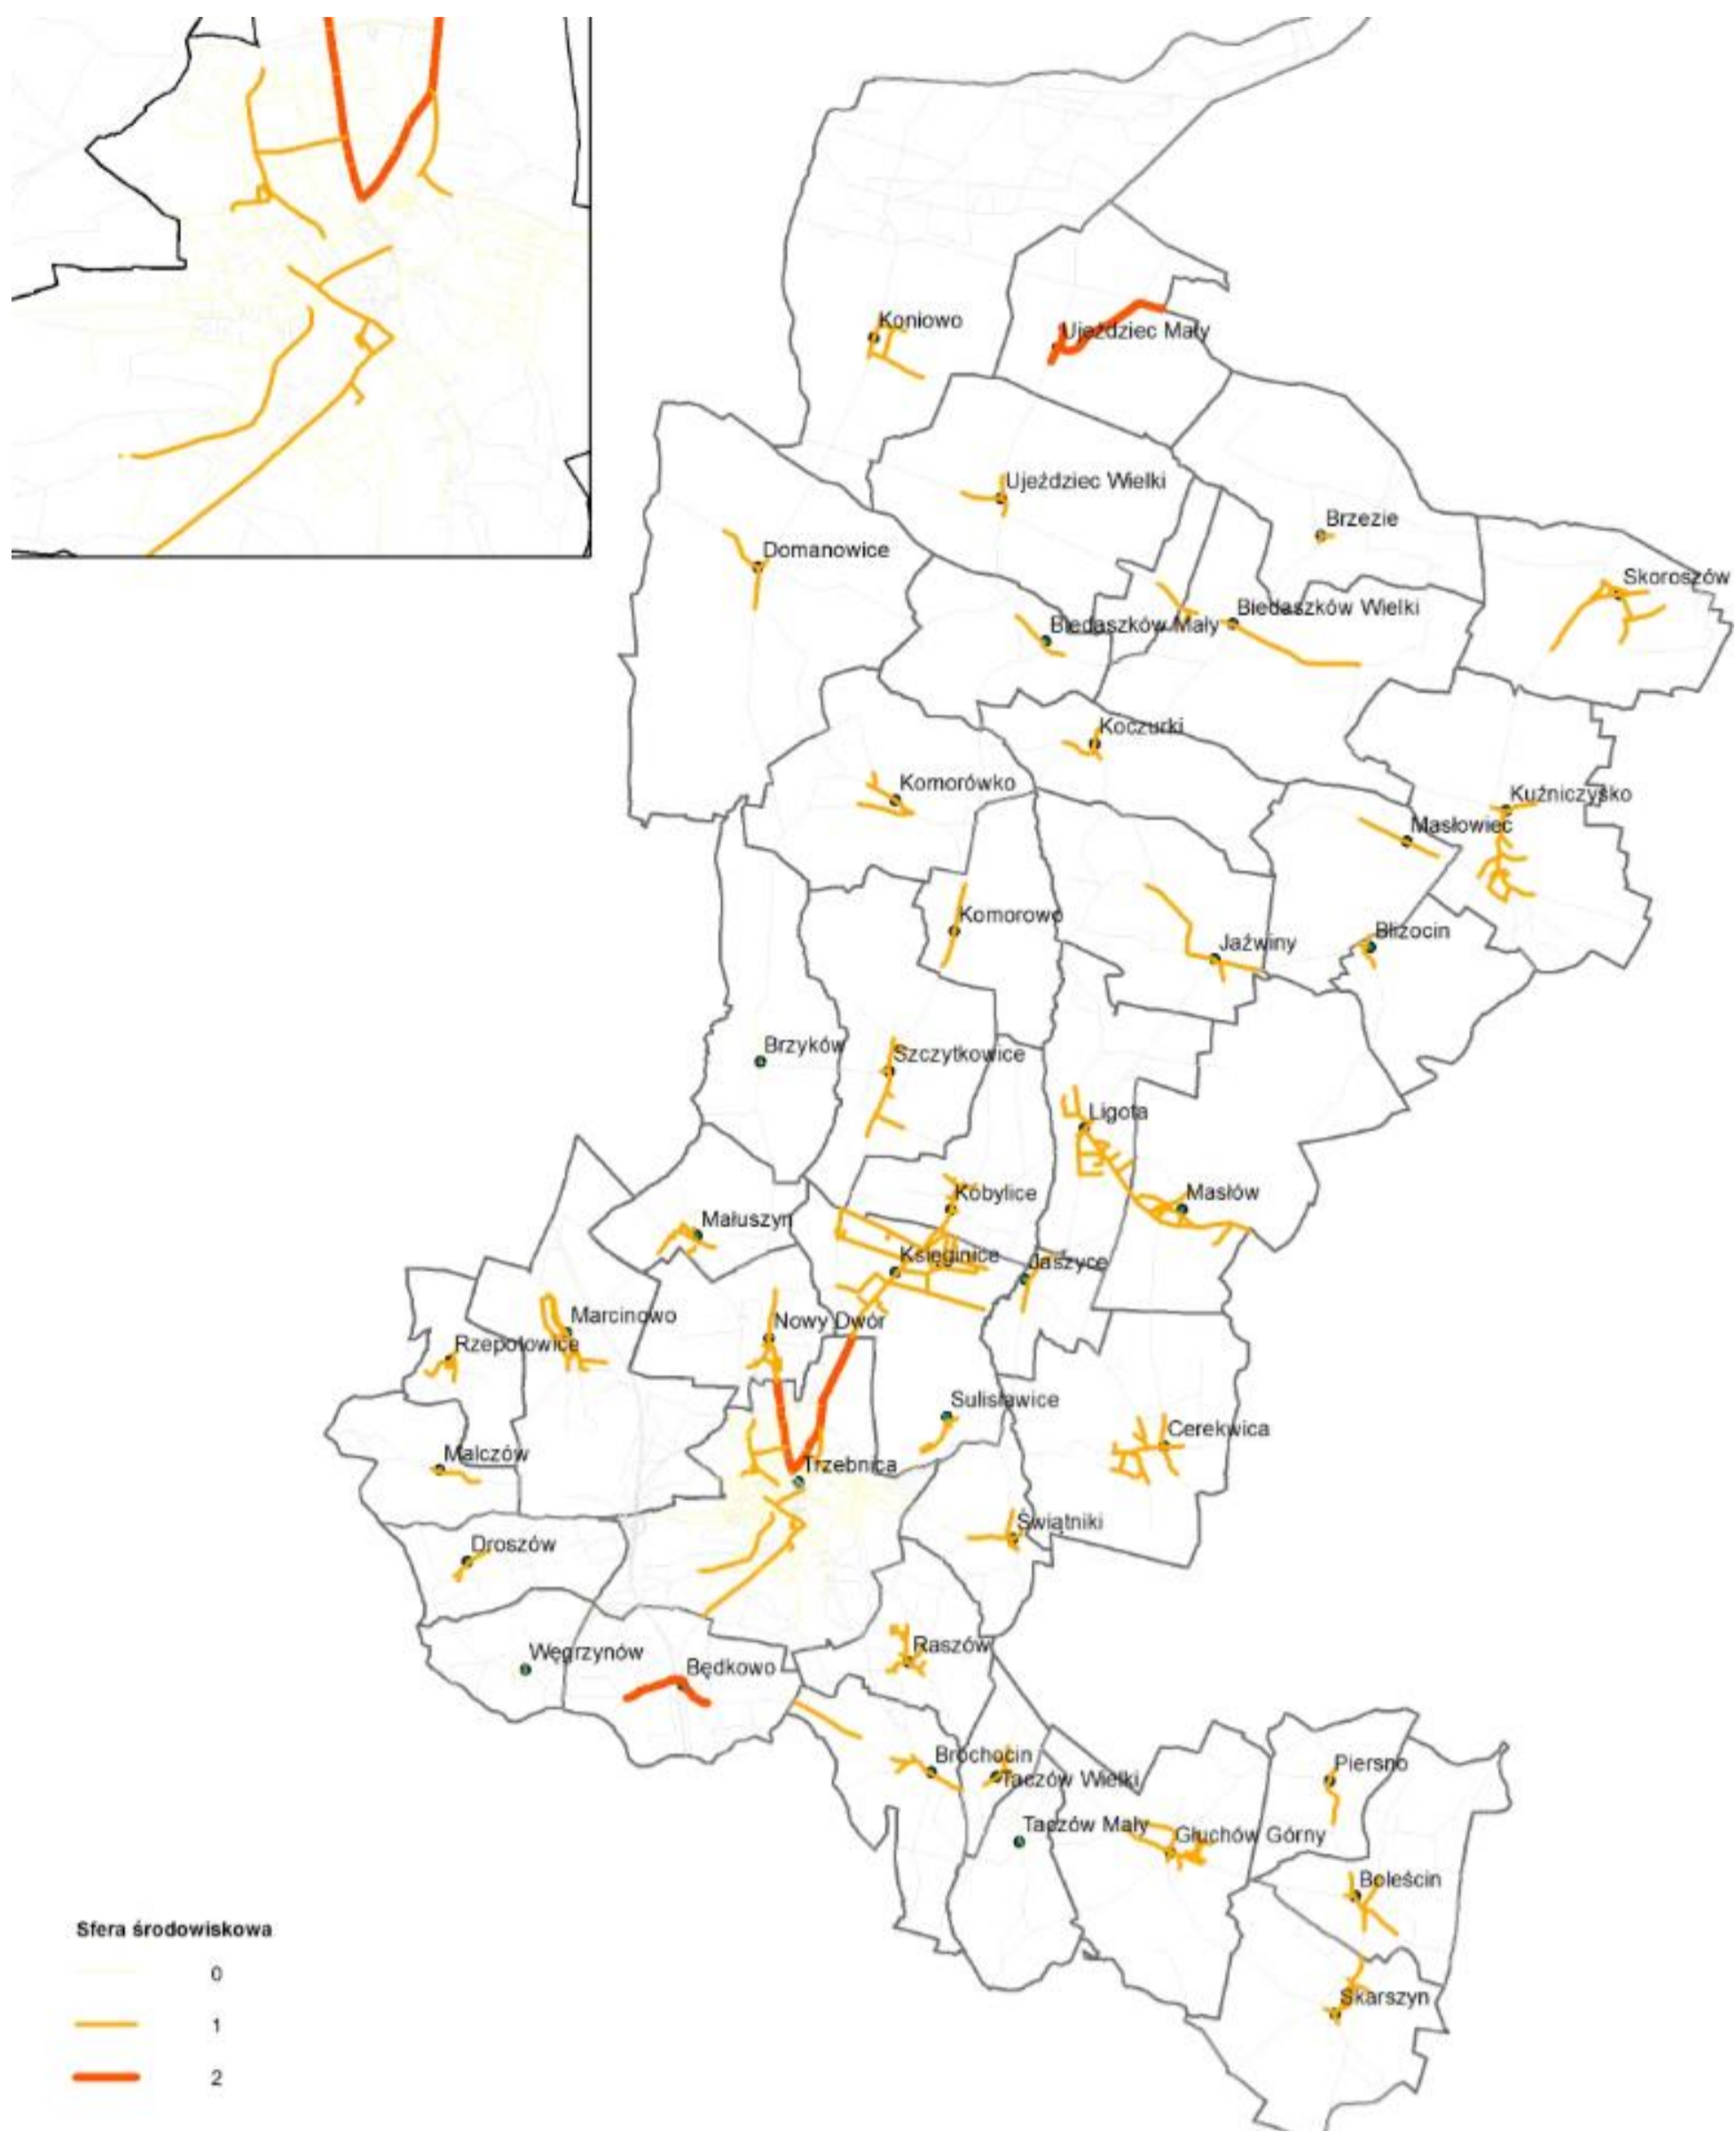 Koniowo
Ujeździec Mały
Ujeździec Wielki
Brzezie
Domanowice
Skoroszów
Biedaszków Wielki
Biedaszków Mały
Koczurki
Komorówko
Kuźniczysko
Masłowiec
Komorowo
Blizocin
Jaźwiny
Brzyków
Szczytkowice
Ligota
Kobylice
Masłów
Małuszyn
Księginice
Jaszyce
Marcinowo
Nowy Dwór
Rzepotowice
Sulisławice
Cerekwica
Malczów
Trzebnica
Świątniki
Droszów
Raszów
Węgrzynów
Będkowo
Brochocin
Piersno
Taczów Wielki
Taczów Mały
Głuchów Górny
Boleścin
Skarszyn
Sfera środowiskowa
0
1
2